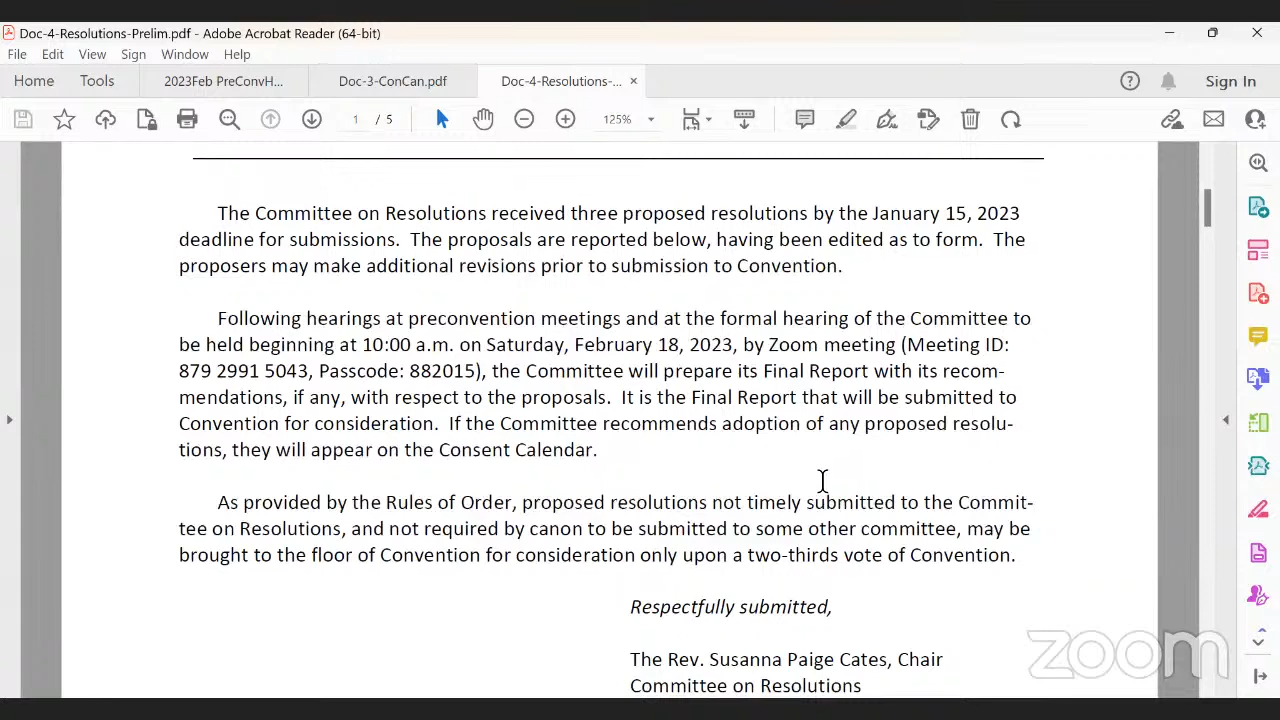 Doc-4-Resolutions-Prelim.pdf - Adobe Acrobat Reader (64-bit)
File Edit View Window Help
Home Tools 2023Feb PreConvH... Doc-3-ConCan.pdf Doc-4-Resolutions-... × Sign In
1 / 5 125%
The Committee on Resolutions received three proposed resolutions by the January 15, 2023
deadline for submissions. The proposals are reported below, having been edited as to form. The
proposers may make additional revisions prior to submission to Convention.
Following hearings at preconvention meetings and at the formal hearing of the Committee to
be held beginning at 10:00 a.m. on Saturday, February 18, 2023, by Zoom meeting (Meeting ID:
879 2991 5043, Passcode: 882015), the Committee will prepare its Final Report with its recom-
mendations, if any, with respect to the proposals. It is the Final Report that will be submitted to
Convention for consideration. If the Committee recommends adoption of any proposed resolu-
tions, they will appear on the Consent Calendar.
As provided by the Rules of Order, proposed resolutions not timely submitted to the Commit-
tee on Resolutions, and not required by canon to be submitted to some other committee, may be
brought to the floor of Convention for consideration only upon a two-thirds vote of Convention.
Respectfully submitted,
The Rev. Susanna Paige Cates, Chair
Committee on Resolutions
zoom